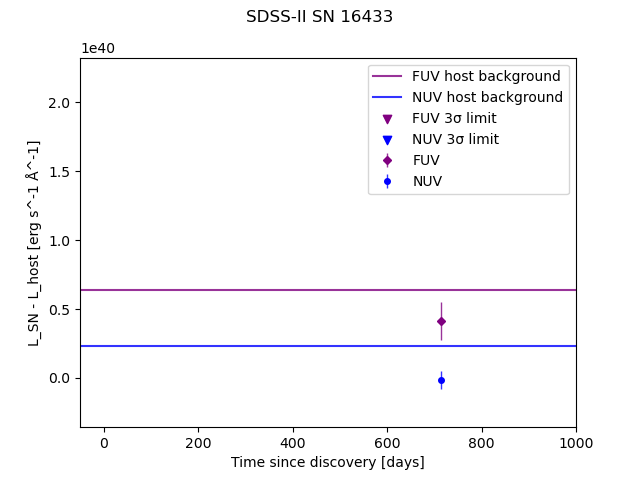 SDSS-II SN 16433
1e40
FUV host background
NUV host background
FUV 3σ limit
NUV 3σ limit
FUV
NUV
2.0
1.5
1.0
0.5
0.0
L_SN - L_host [erg s^-1 Å^-1]
0 200 400 600 800 1000
Time since discovery [days]